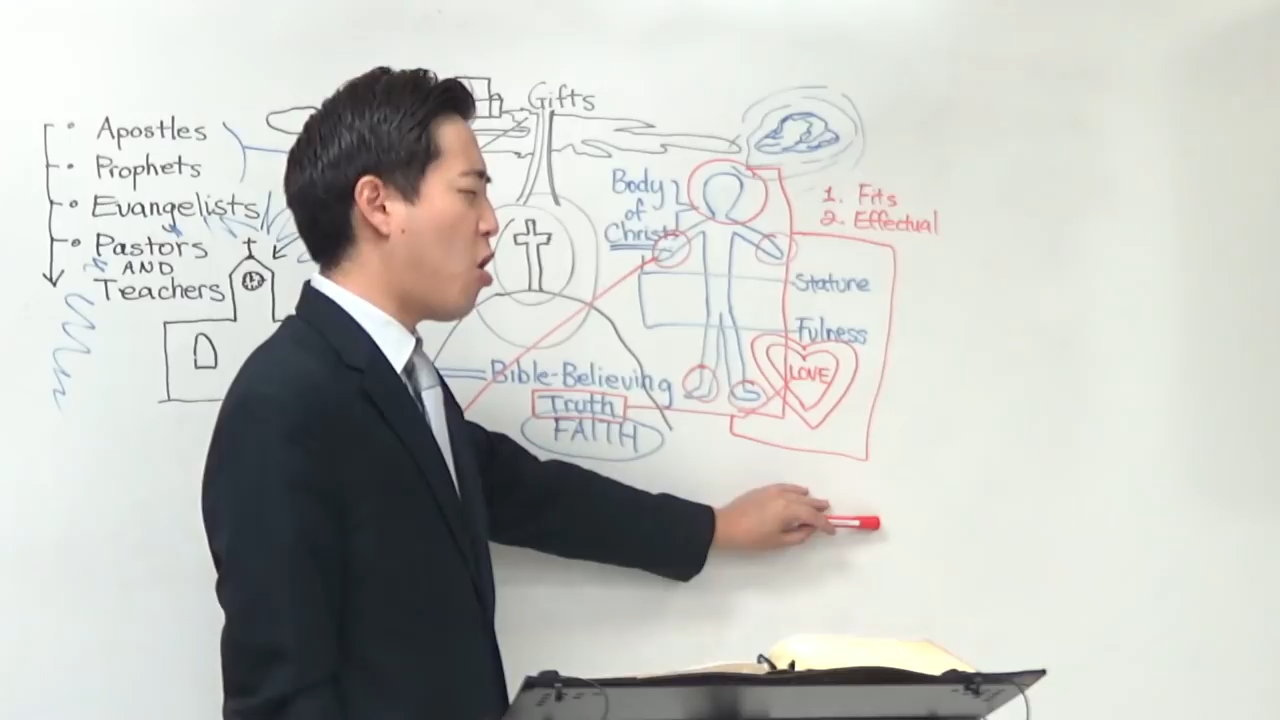 Gifts
Apostles
Prophets
Evangelists
Pastors
AND
Teachers
Body
of
Christ
1. Fits
2. Effectual
Stature
Fulness
LOVE
Bible-Believing
Truth
FAITH